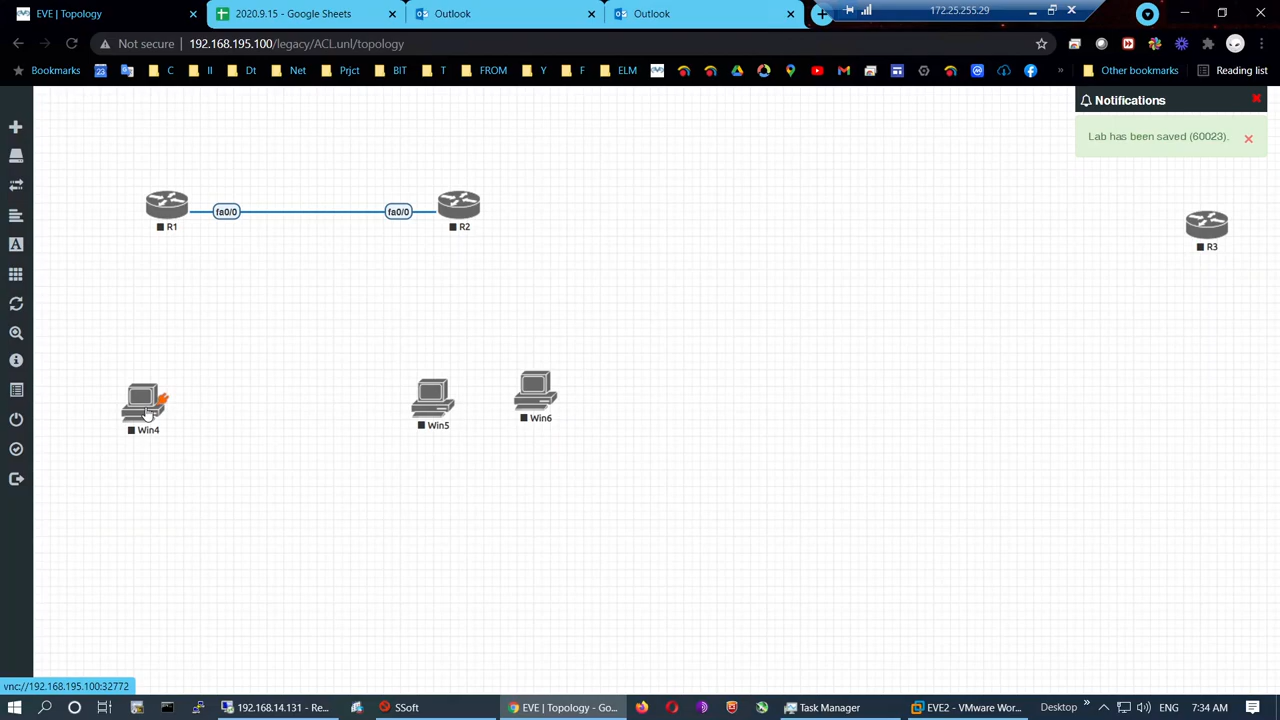 EVE | Topology
2020.9.15 - Google Sheets
Outlook
Outlook
172.25.255.29
Not secure
192.168.195.100/legacy/ACL.unl/topology
Bookmarks
23
C
II
Dt
Net
Prjct
BIT
T
FROM
Y
F
ELM
»
Other bookmarks
Reading list
Notifications
Lab has been saved (60023).
fa0/0
fa0/0
R1
R2
R3
Win4
Win5
Win6
vnc://192.168.195.100:32772
192.168.14.131 - Re...
SSoft
EVE | Topology - Go...
Task Manager
EVE2 - VMware Wor...
Desktop
»
ENG
7:34 AM